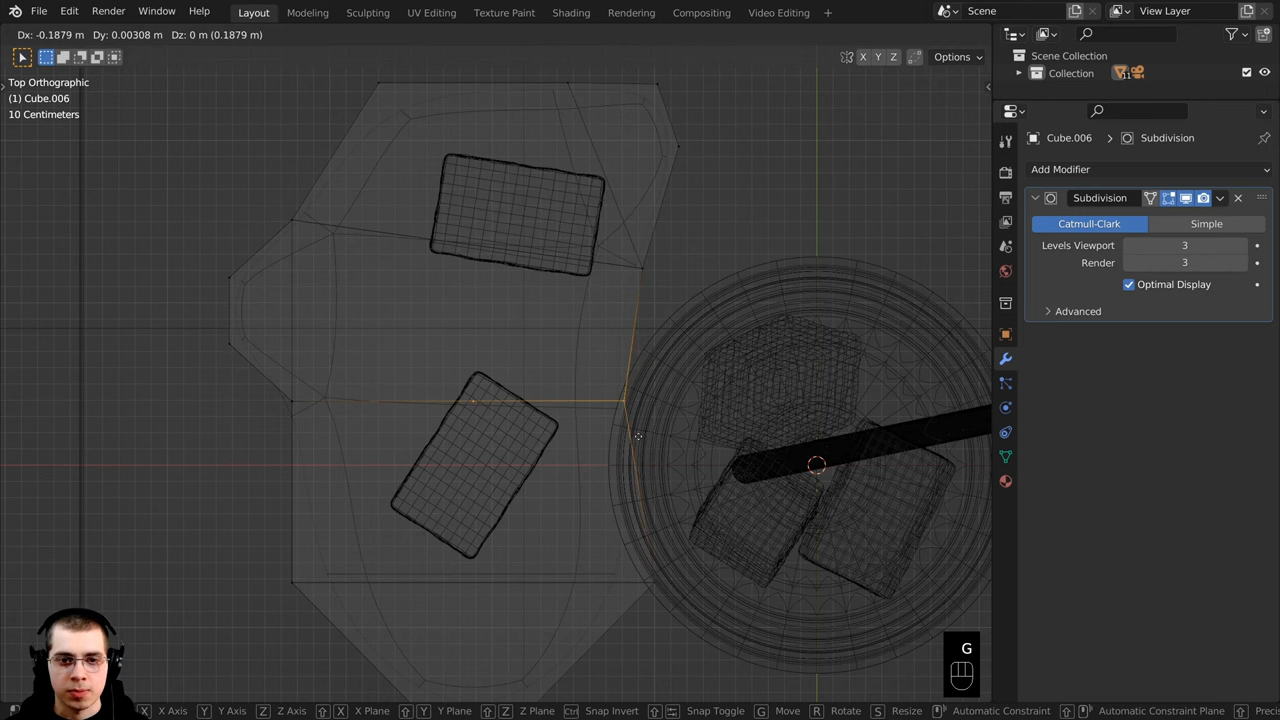 File Edit Render Window Help Layout Modeling Sculpting UV Editing Texture Paint Shading Rendering Compositing Video Editing + Scene View Layer
Dx: -0.1879 m Dy: 0.00308 m Dz: 0 m (0.1879 m)
X Y Z Options
Top Orthographic
(1) Cube.006
10 Centimeters
Scene Collection
Collection 11
Cube.006 > Subdivision
Add Modifier
Subdivision
Catmull-Clark Simple
Levels Viewport 3
Render 3
Optimal Display
Advanced
G
X X Axis Y Y Axis Z Z Axis X X Plane Y Y Plane Z Z Plane Ctrl Snap Invert Snap Toggle G Move R Rotate S Resize Automatic Constraint Automatic Constraint Plane Preci